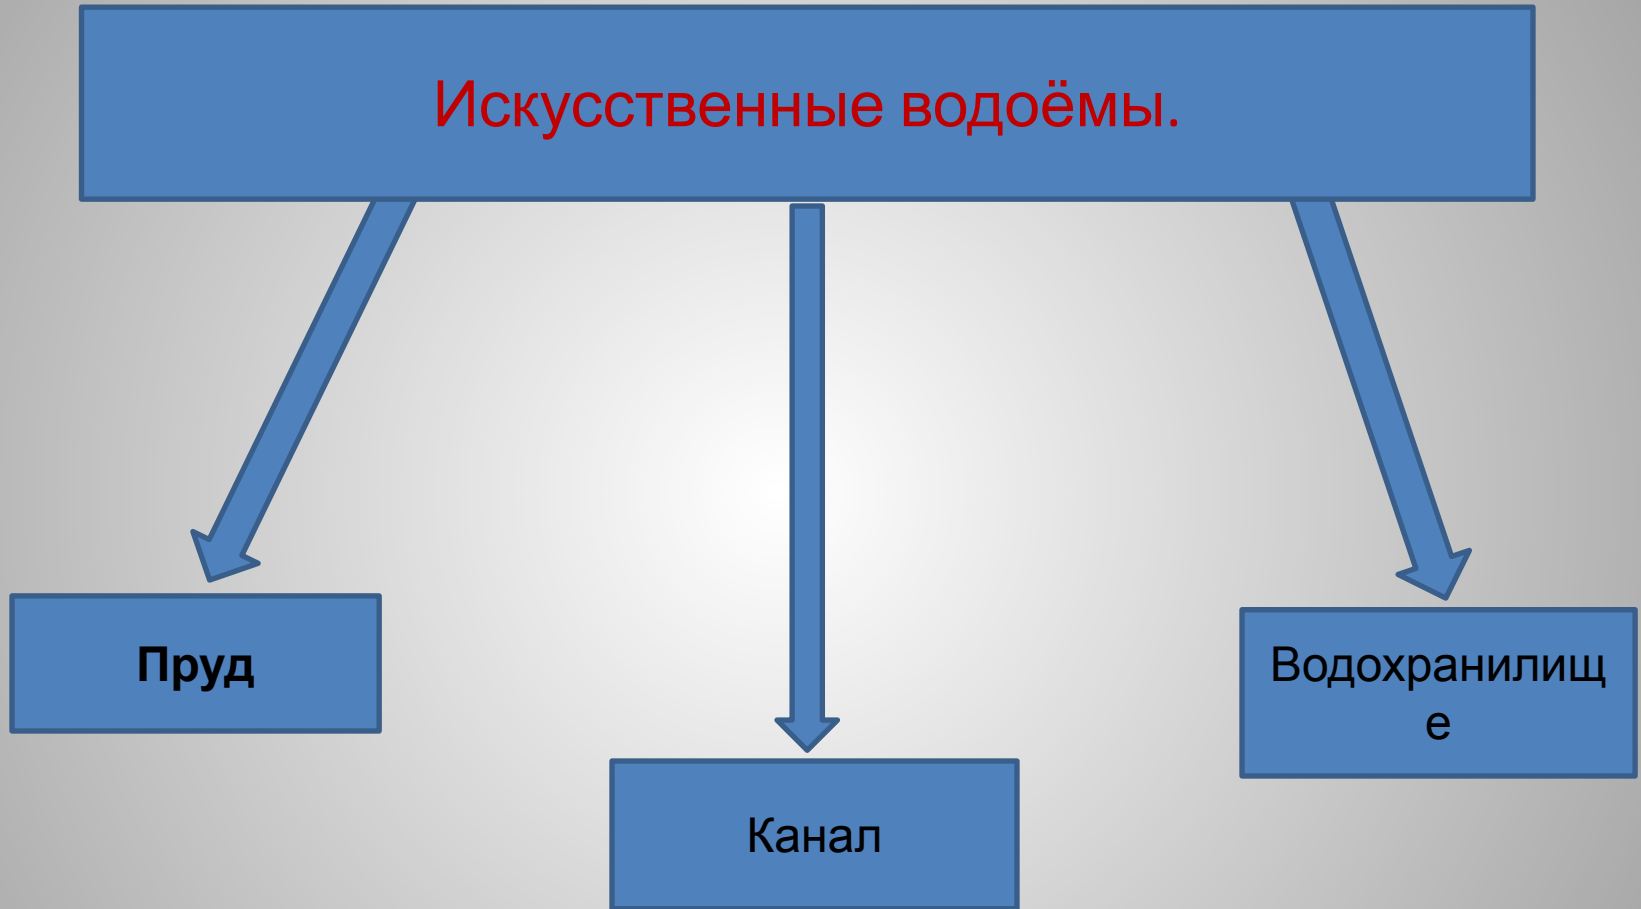 Искусственные водоёмы.
Пруд
Водохранилищ
е
Канал